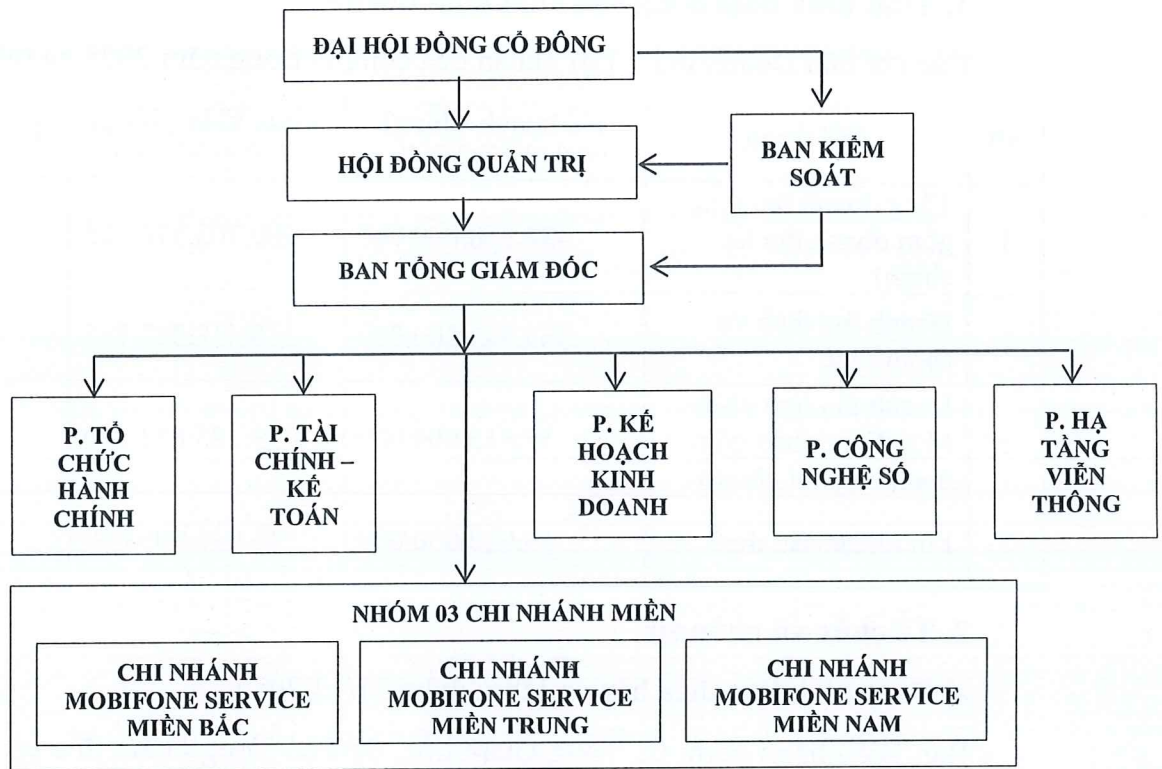 ĐẠI HỘI ĐỒNG CỔ ĐÔNG
HỘI ĐỒNG QUẢN TRỊ
BAN KIỂM
SOÁT
BAN TỔNG GIÁM ĐỐC
P. TỔ
CHỨC
HÀNH
CHÍNH
P. TÀI
CHÍNH –
KẾ
TOÁN
P. KẾ
HOẠCH
KINH
DOANH
P. CÔNG
NGHỆ SỐ
P. HẠ
TẦNG
VIỄN
THÔNG
NHÓM 03 CHI NHÁNH MIỀN
CHI NHÁNH
MOBIFONE SERVICE
MIỀN BẮC
CHI NHÁNH
MOBIFONE SERVICE
MIỀN TRUNG
CHI NHÁNH
MOBIFONE SERVICE
MIỀN NAM